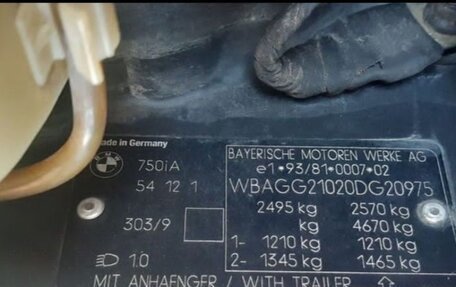 Made in Germany
BMW
750iA
54 12 1
303/9
1.0
BAYERISCHE MOTOREN WERKE AG
e1*93/81*0007*02
WBAGG21020DG20975
2495 kg 2570 kg
kg 4670 kg
1- 1210 kg 1210 kg
2- 1345 kg 1465 kg
MIT ANHAENGER / WITH TRAILER